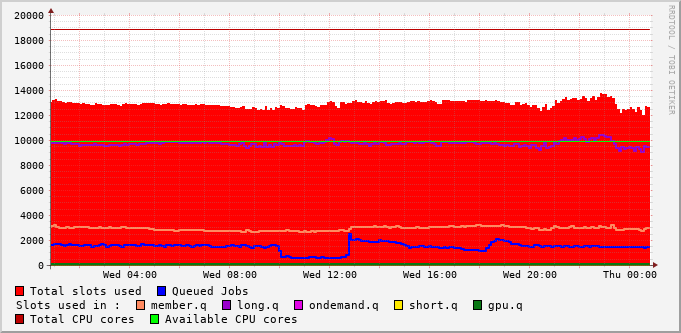 20000
18000
16000
14000
12000
10000
8000
6000
4000
2000
0
Wed 04:00 Wed 08:00 Wed 12:00 Wed 16:00 Wed 20:00 Thu 00:00
RRDTOOL / TOBI OETIKER
Total slots used Queued Jobs
Slots used in : member.q long.q ondemand.q short.q gpu.q
Total CPU cores Available CPU cores